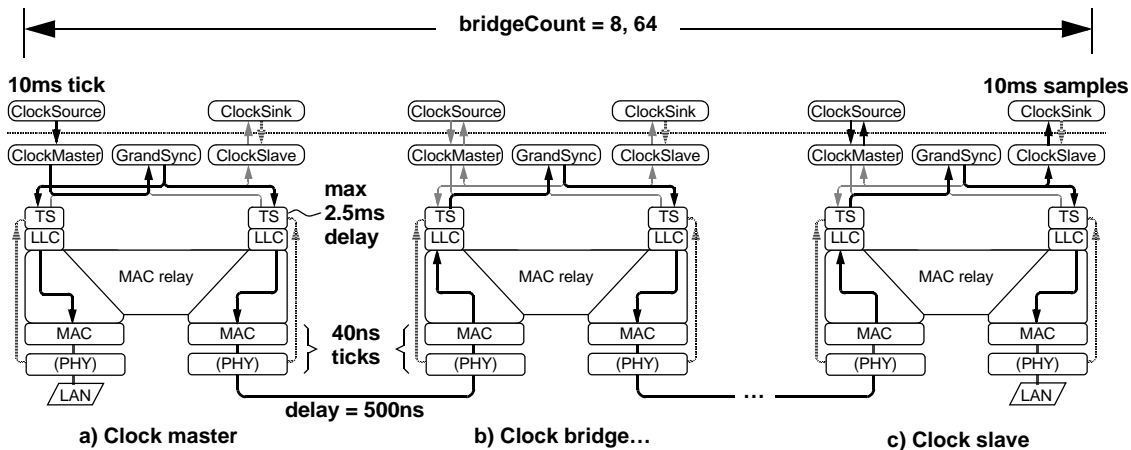 bridgeCount = 8, 64
10ms tick
10ms samples
ClockSource ClockSink ClockSource ClockSink ClockSource ClockSink
ClockMaster GrandSync ClockSlave ClockMaster GrandSync ClockSlave ClockMaster GrandSync ClockSlave
max
2.5ms
delay
TS TS TS TS TS TS
LLC LLC LLC LLC LLC LLC
MAC relay MAC relay MAC relay
MAC MAC MAC MAC MAC MAC
40ns
ticks
(PHY) (PHY) (PHY) (PHY) (PHY) (PHY)
LAN LAN
delay = 500ns
...
a) Clock master b) Clock bridge… c) Clock slave